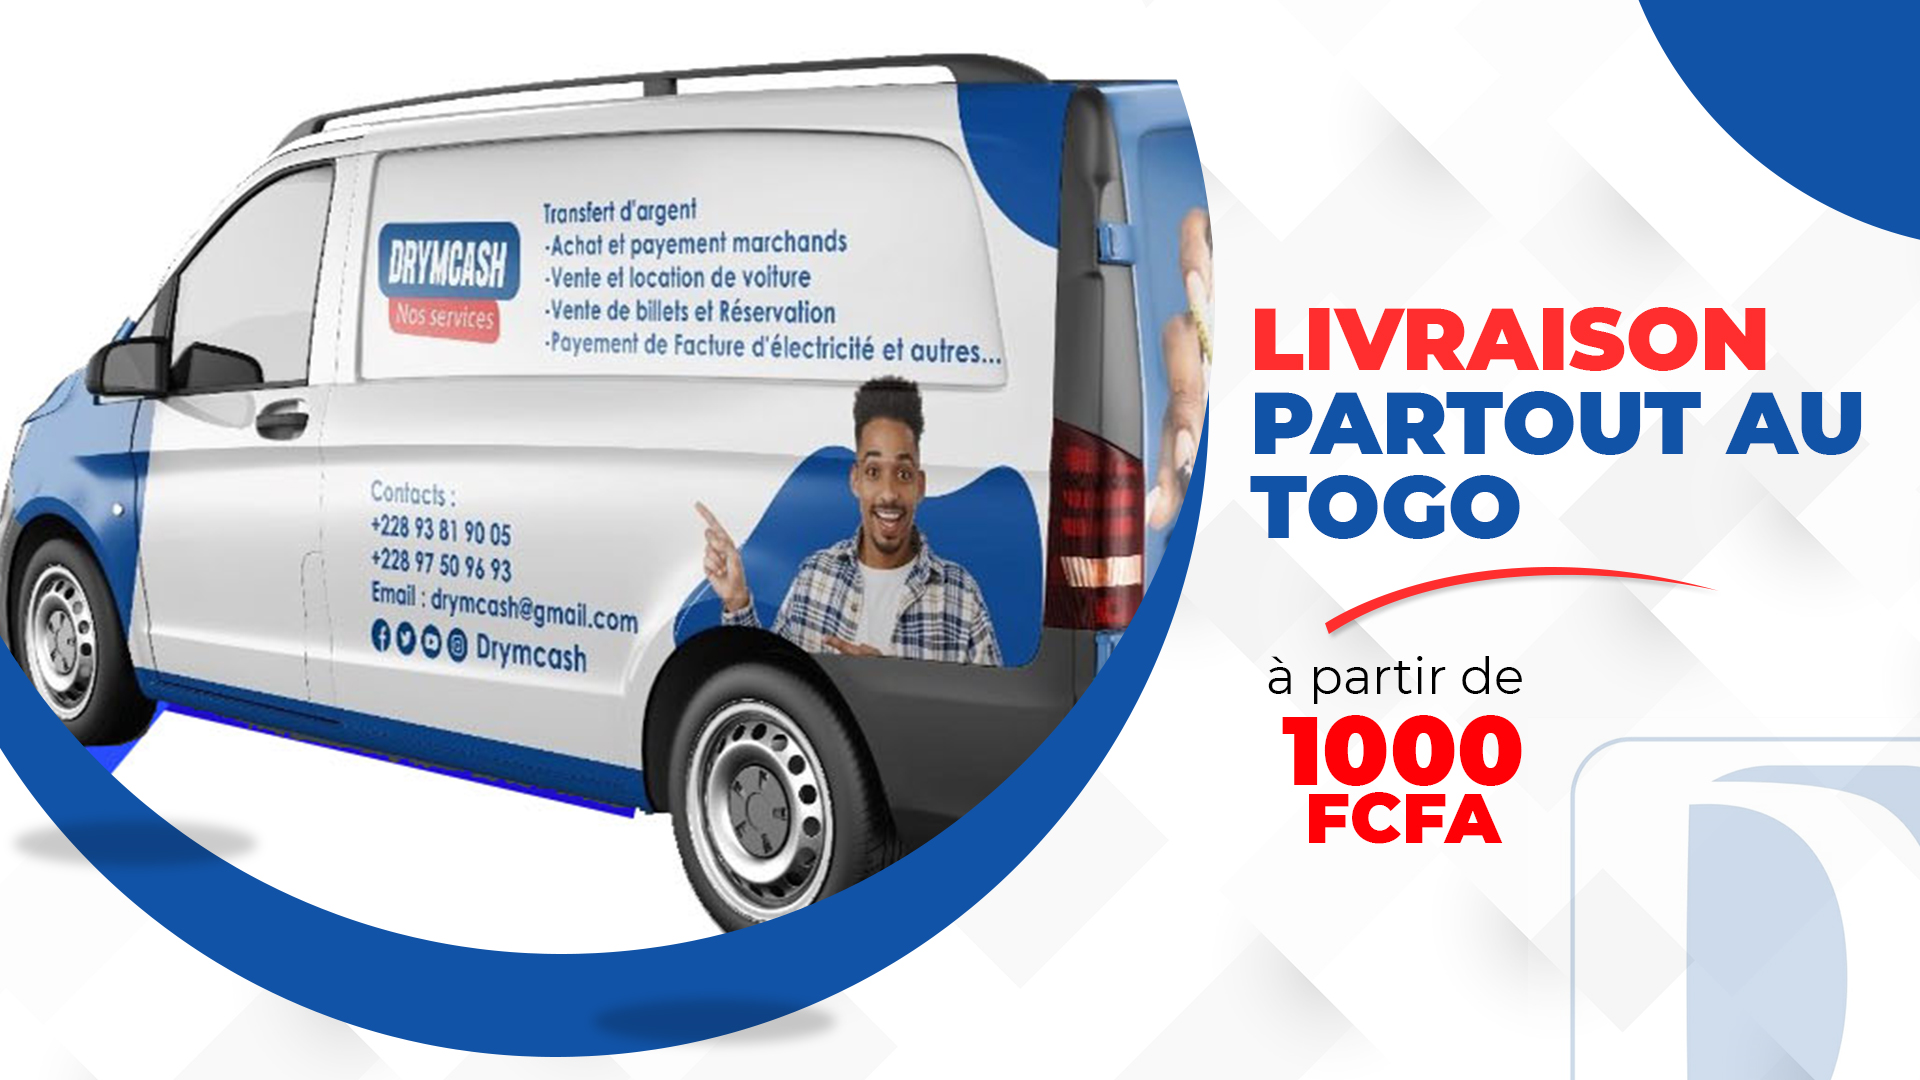 DRYMCASH
Nos services
Transfert d'argent
-Achat et payement marchands
-Vente et location de voiture
-Vente de billets et Réservation
-Payement de Facture d'électricité et autres...
Contacts :
+228 93 81 90 05
+228 97 50 96 93
Email : drymcash@gmail.com
Drymcash
LIVRAISON
PARTOUT AU
TOGO
à partir de
1000
FCFA